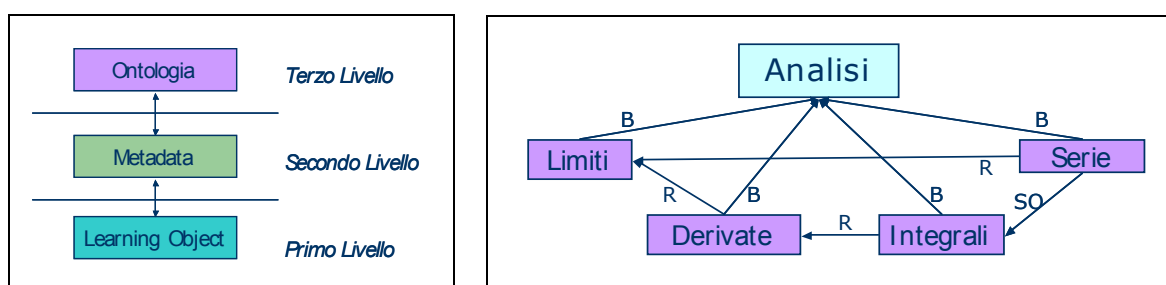 Ontologia
Terzo Livello
Metadata
Secondo Livello
Learning Object
Primo Livello
Analisi
B
B
Limiti
Serie
R
R
B
B
SO
Derivate
R
Integrali